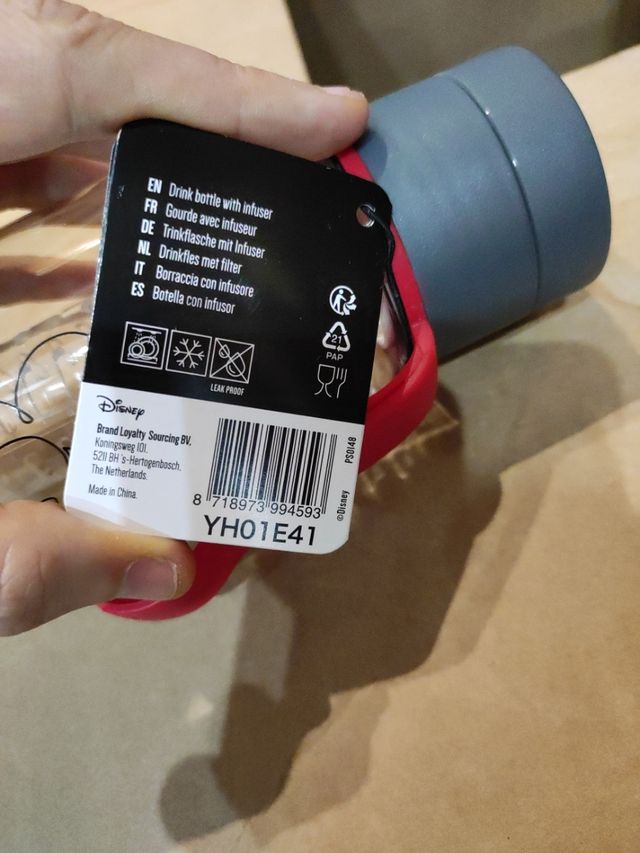 EN Drink bottle with infuser
FR Gourde avec infuseur
DE Trinkflasche mit Infuser
NL Drinkfles met filter
IT Borraccia con infusore
ES Botella con infusor
21
PAP
LEAK PROOF
Disney
Brand Loyalty Sourcing BV.
Koningsweg 101,
5211 BH 's-Hertogenbosch,
The Netherlands.
Made in China.
8 718973 994593
YH01E41
©Disney
PS0148